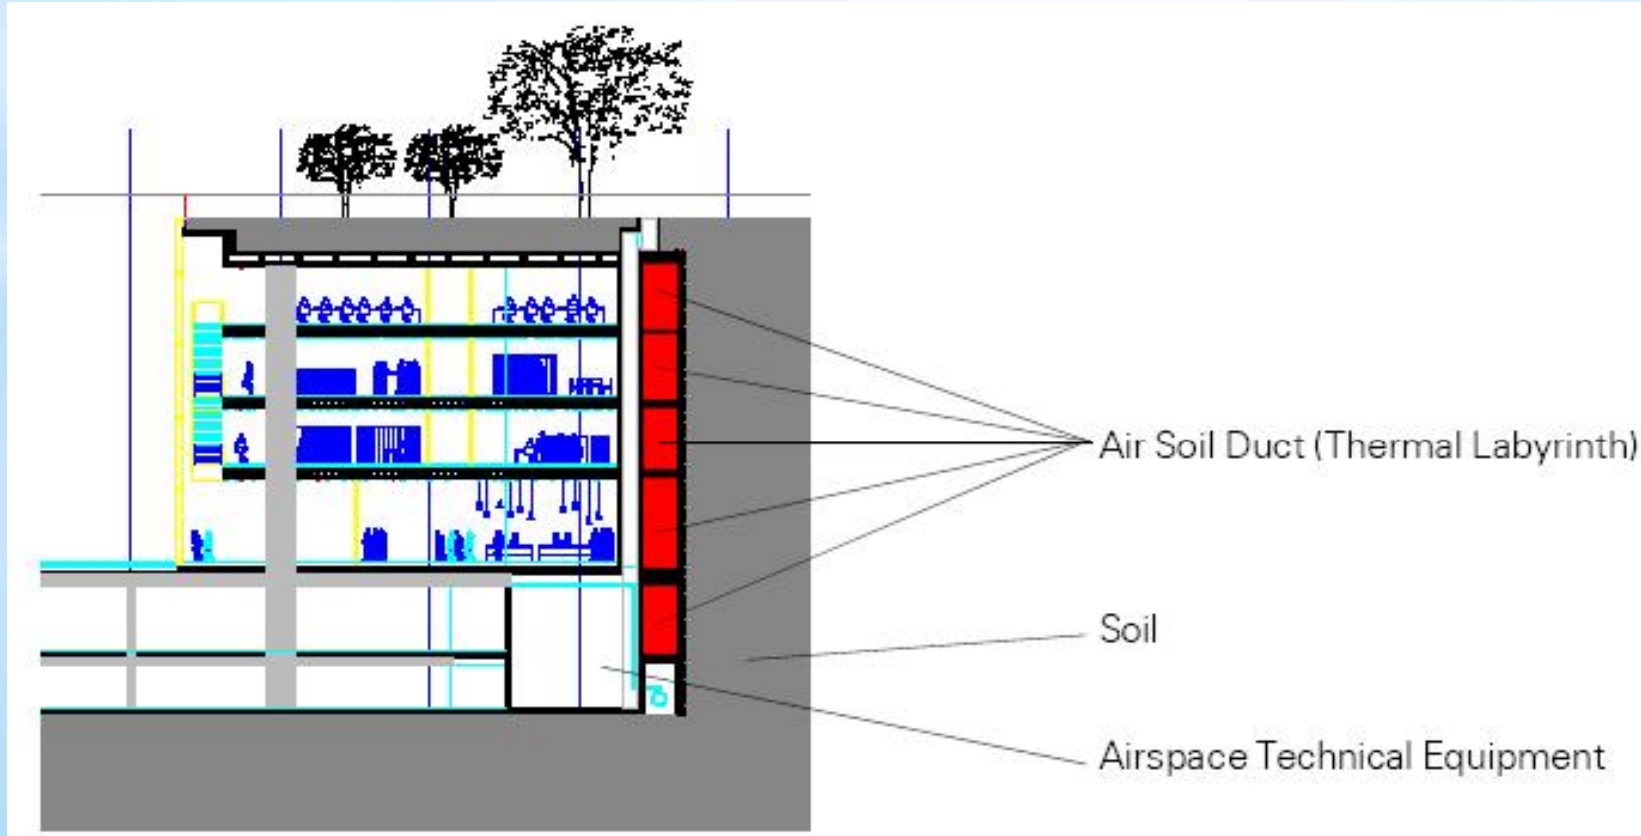 Air Soil Duct (Thermal Labyrinth)
Soil
Airspace Technical Equipment